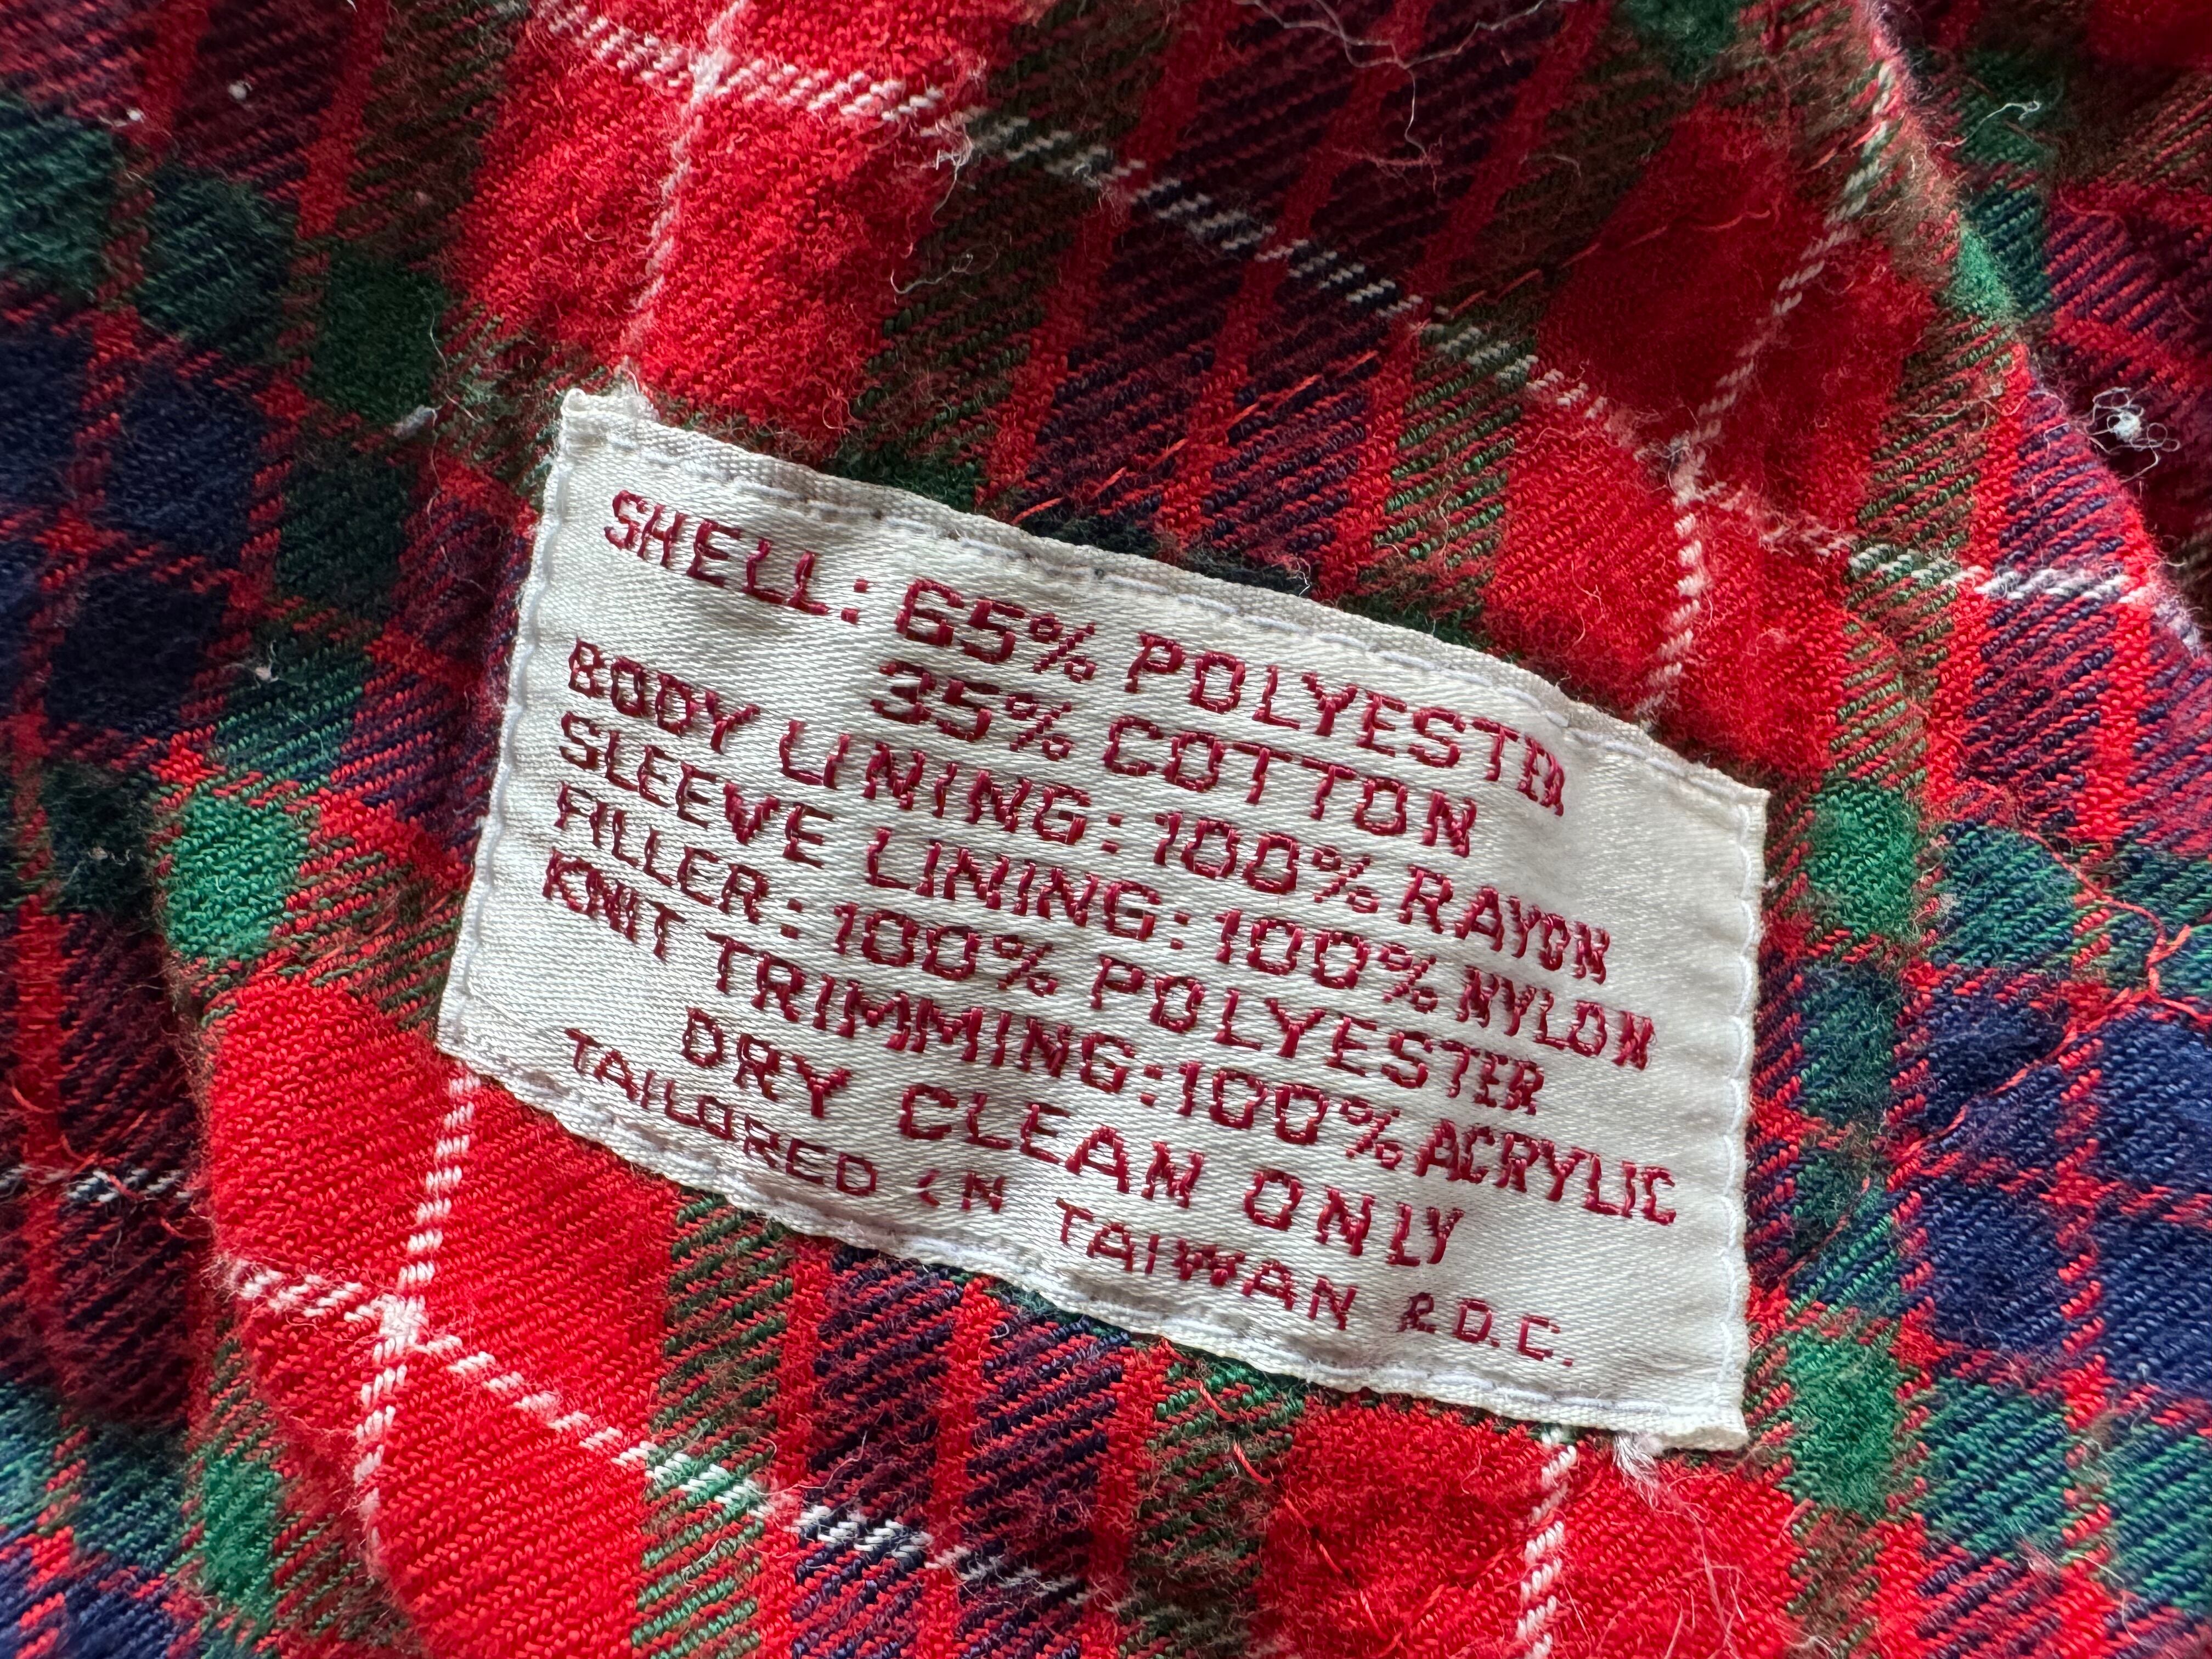 SHELL: 65% POLYESTER
35% COTTON
BODY LINING: 100% RAYON
SLEEVE LINING: 100% NYLON
FILLER: 100% POLYESTER
KNIT TRIMMING: 100% ACRYLIC
DRY CLEAN ONLY
TAILORED IN TAIWAN R.O.C.